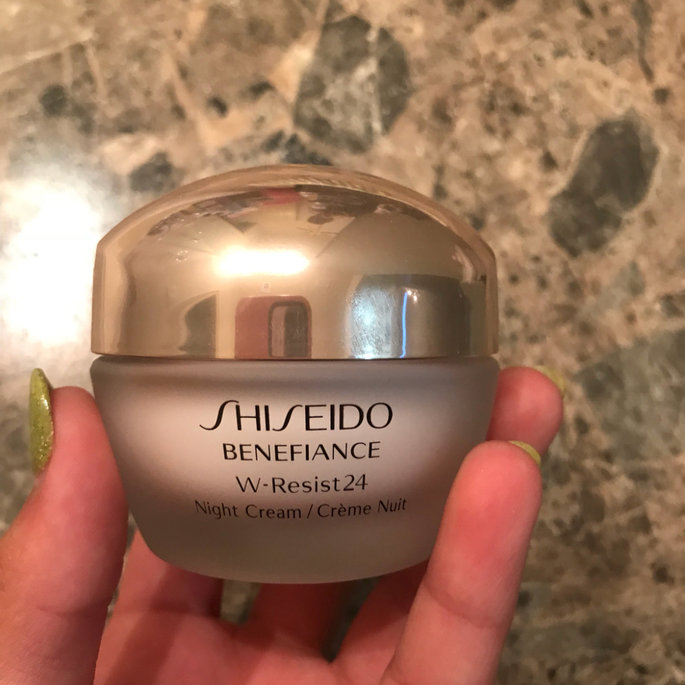 SHISEIDO
BENEFIANCE
W•Resist24
Night Cream / Crème Nuit